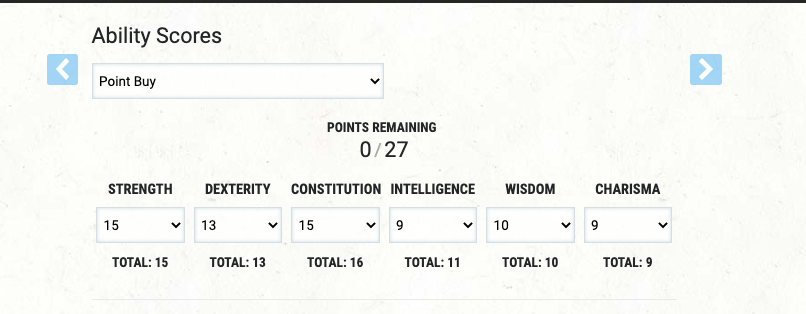 Ability Scores
Point Buy
POINTS REMAINING
0/27
STRENGTH DEXTERITY CONSTITUTION INTELLIGENCE WISDOM CHARISMA
15 13 15 9 10 9
TOTAL: 15 TOTAL: 13 TOTAL: 16 TOTAL: 11 TOTAL: 10 TOTAL: 9